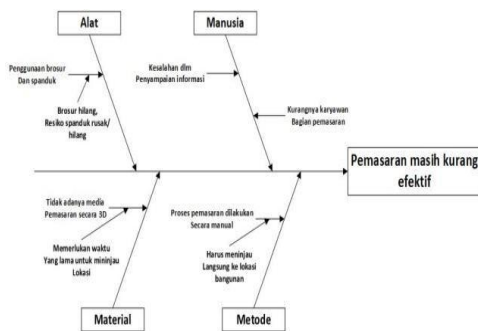 Alat
Manusia
Penggunaan brosur
Dan spanduk
Brosur hilang,
Resiko spanduk rusak/
hilang
Kesalahan dlm
Penyampaian informasi
Kurangnya karyawan
Bagian pemasaran
Pemasaran masih kurang
efektif
Tidak adanya media
Pemasaran secara 3D
Memerlukan waktu
Yang lama untuk mininjau
Lokasi
Proses pemasaran dilakukan
Secara manual
Harus meninjau
Langsung ke lokasi
bangunan
Material
Metode